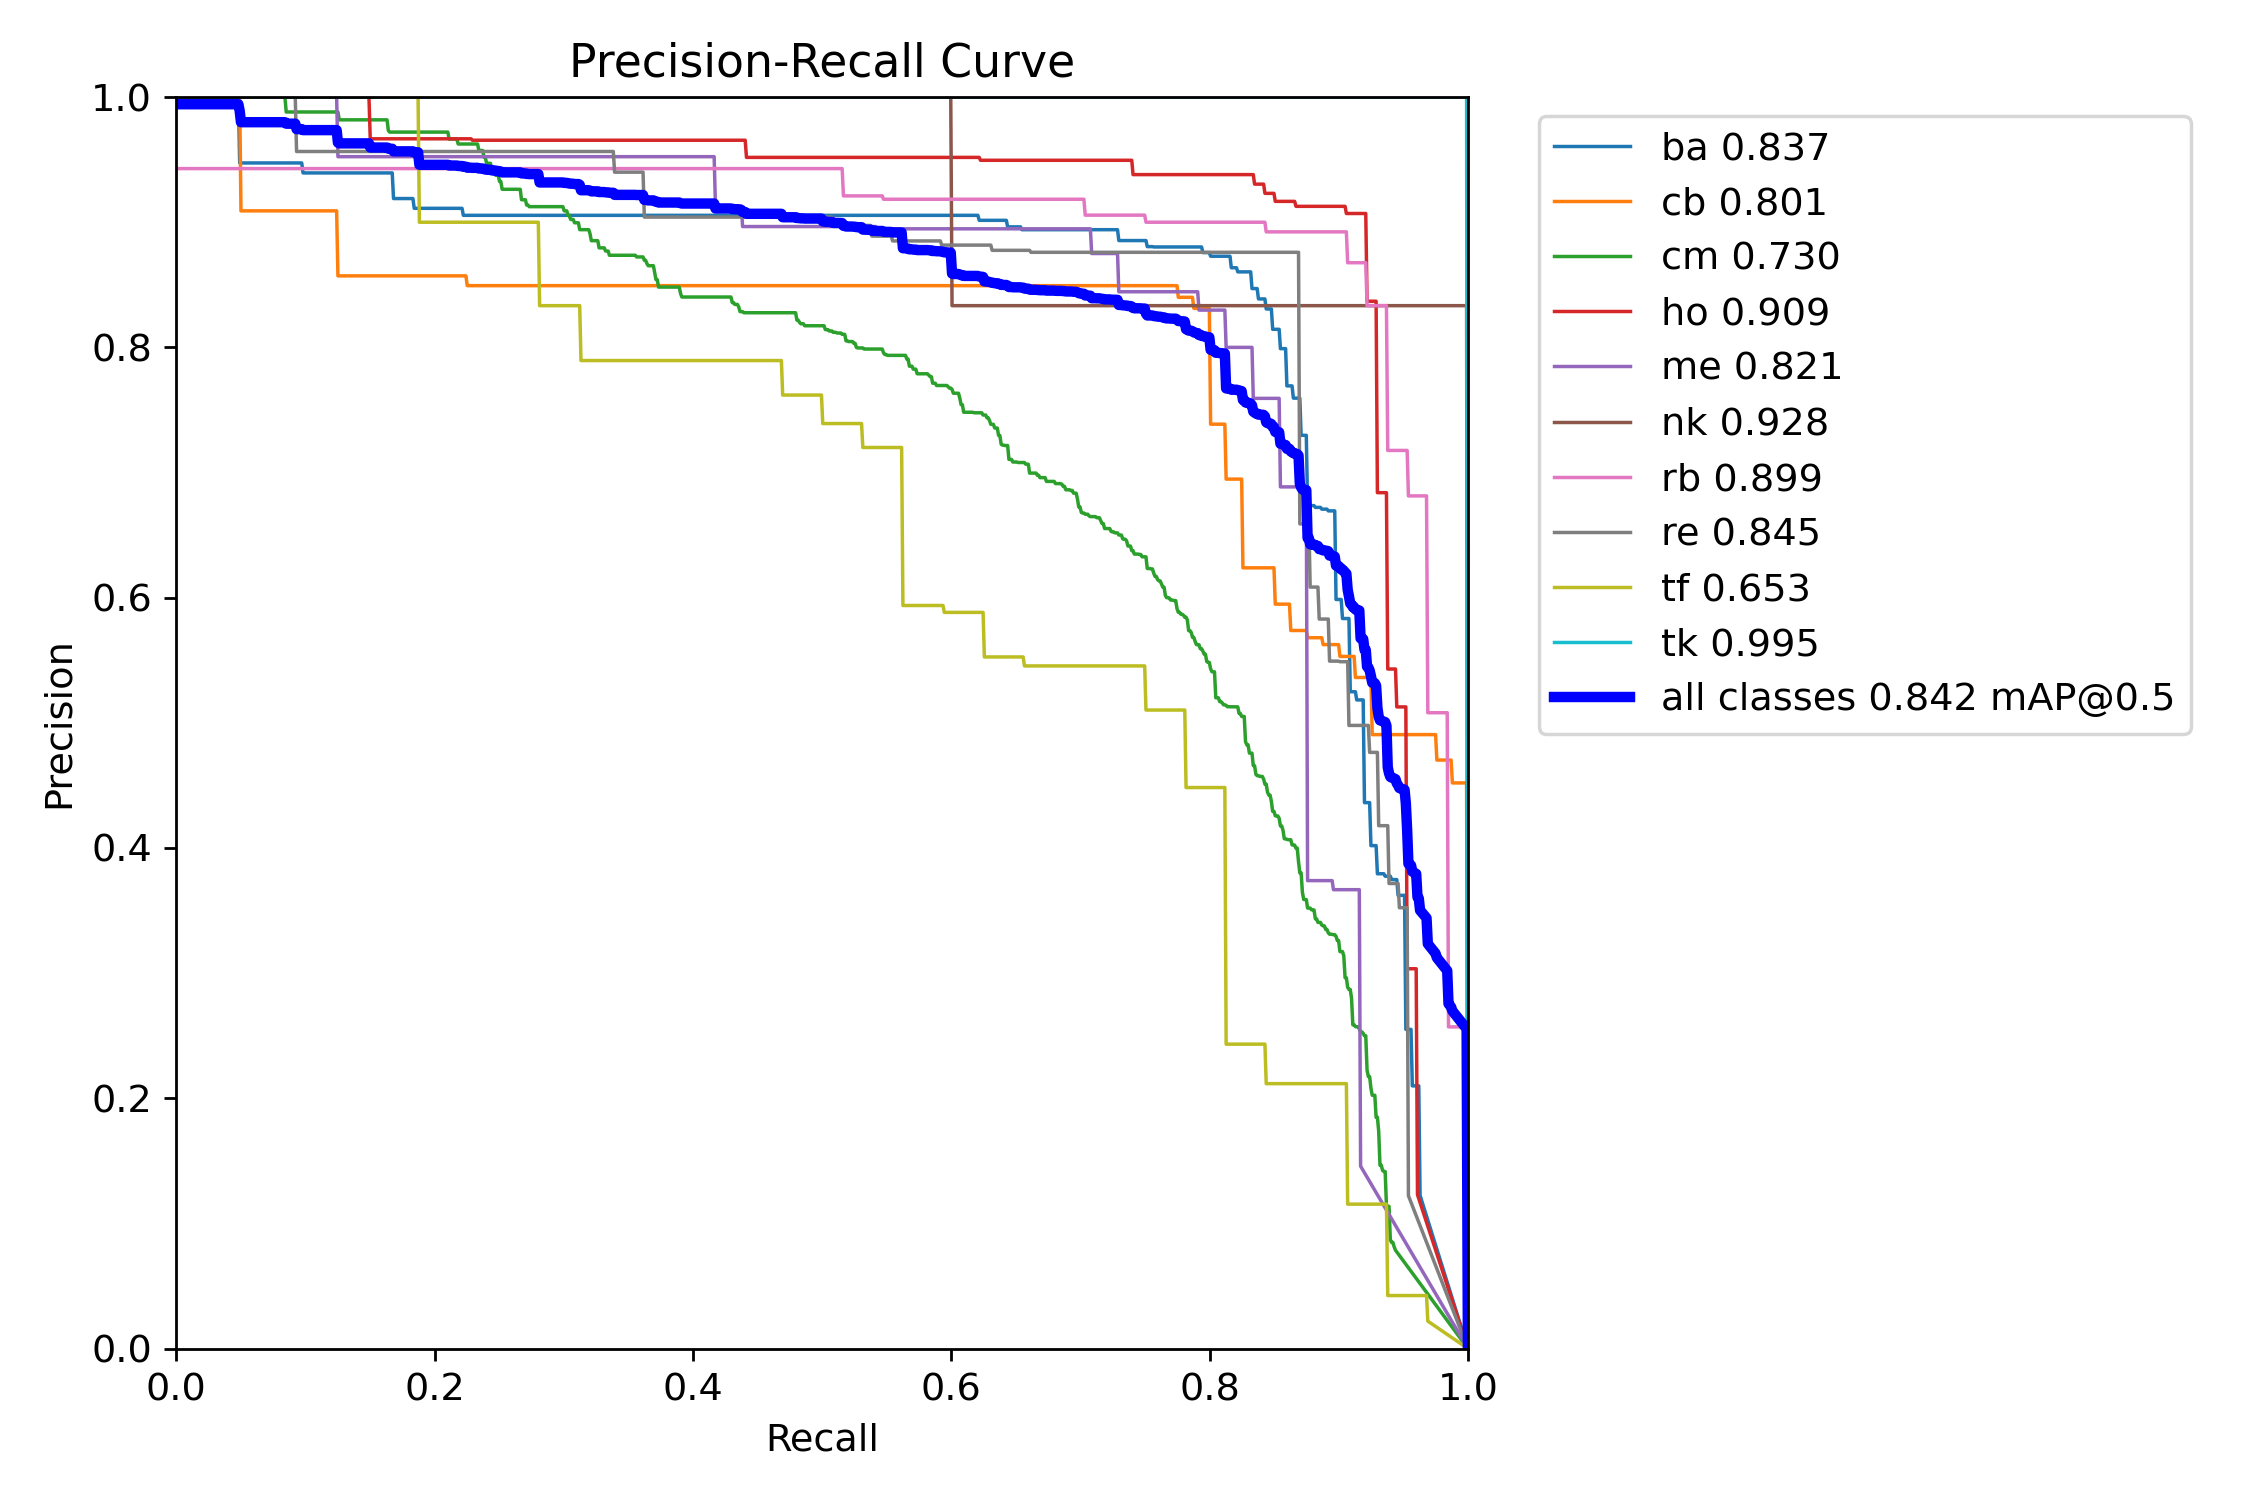 Precision-Recall Curve
1.0
0.8
0.6
0.4
0.2
0.0
Precision
0.0 0.2 0.4 0.6 0.8 1.0
Recall
ba 0.837
cb 0.801
cm 0.730
ho 0.909
me 0.821
nk 0.928
rb 0.899
re 0.845
tf 0.653
tk 0.995
all classes 0.842 mAP@0.5